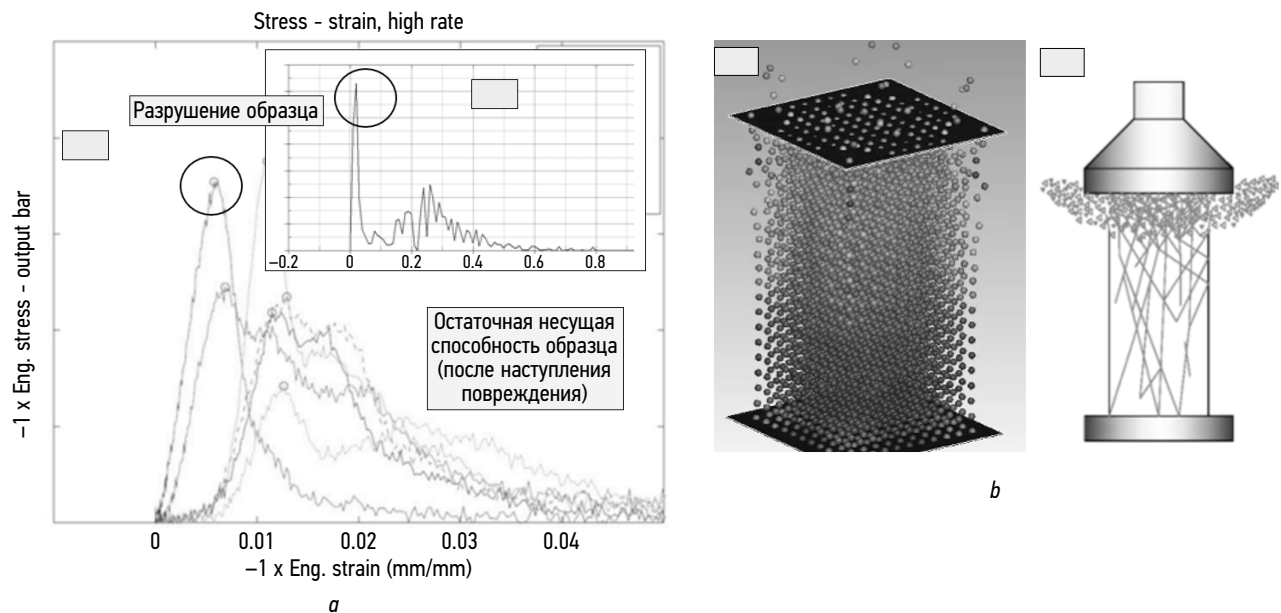 Stress - strain, high rate
Разрушение образца
−0.2 0 0.2 0.4 0.6 0.8
Остаточная несущая
способность образца
(после наступления
повреждения)
−1 x Eng. stress - output bar
0 0.01 0.02 0.03 0.04
−1 x Eng. strain (mm/mm)
a
b